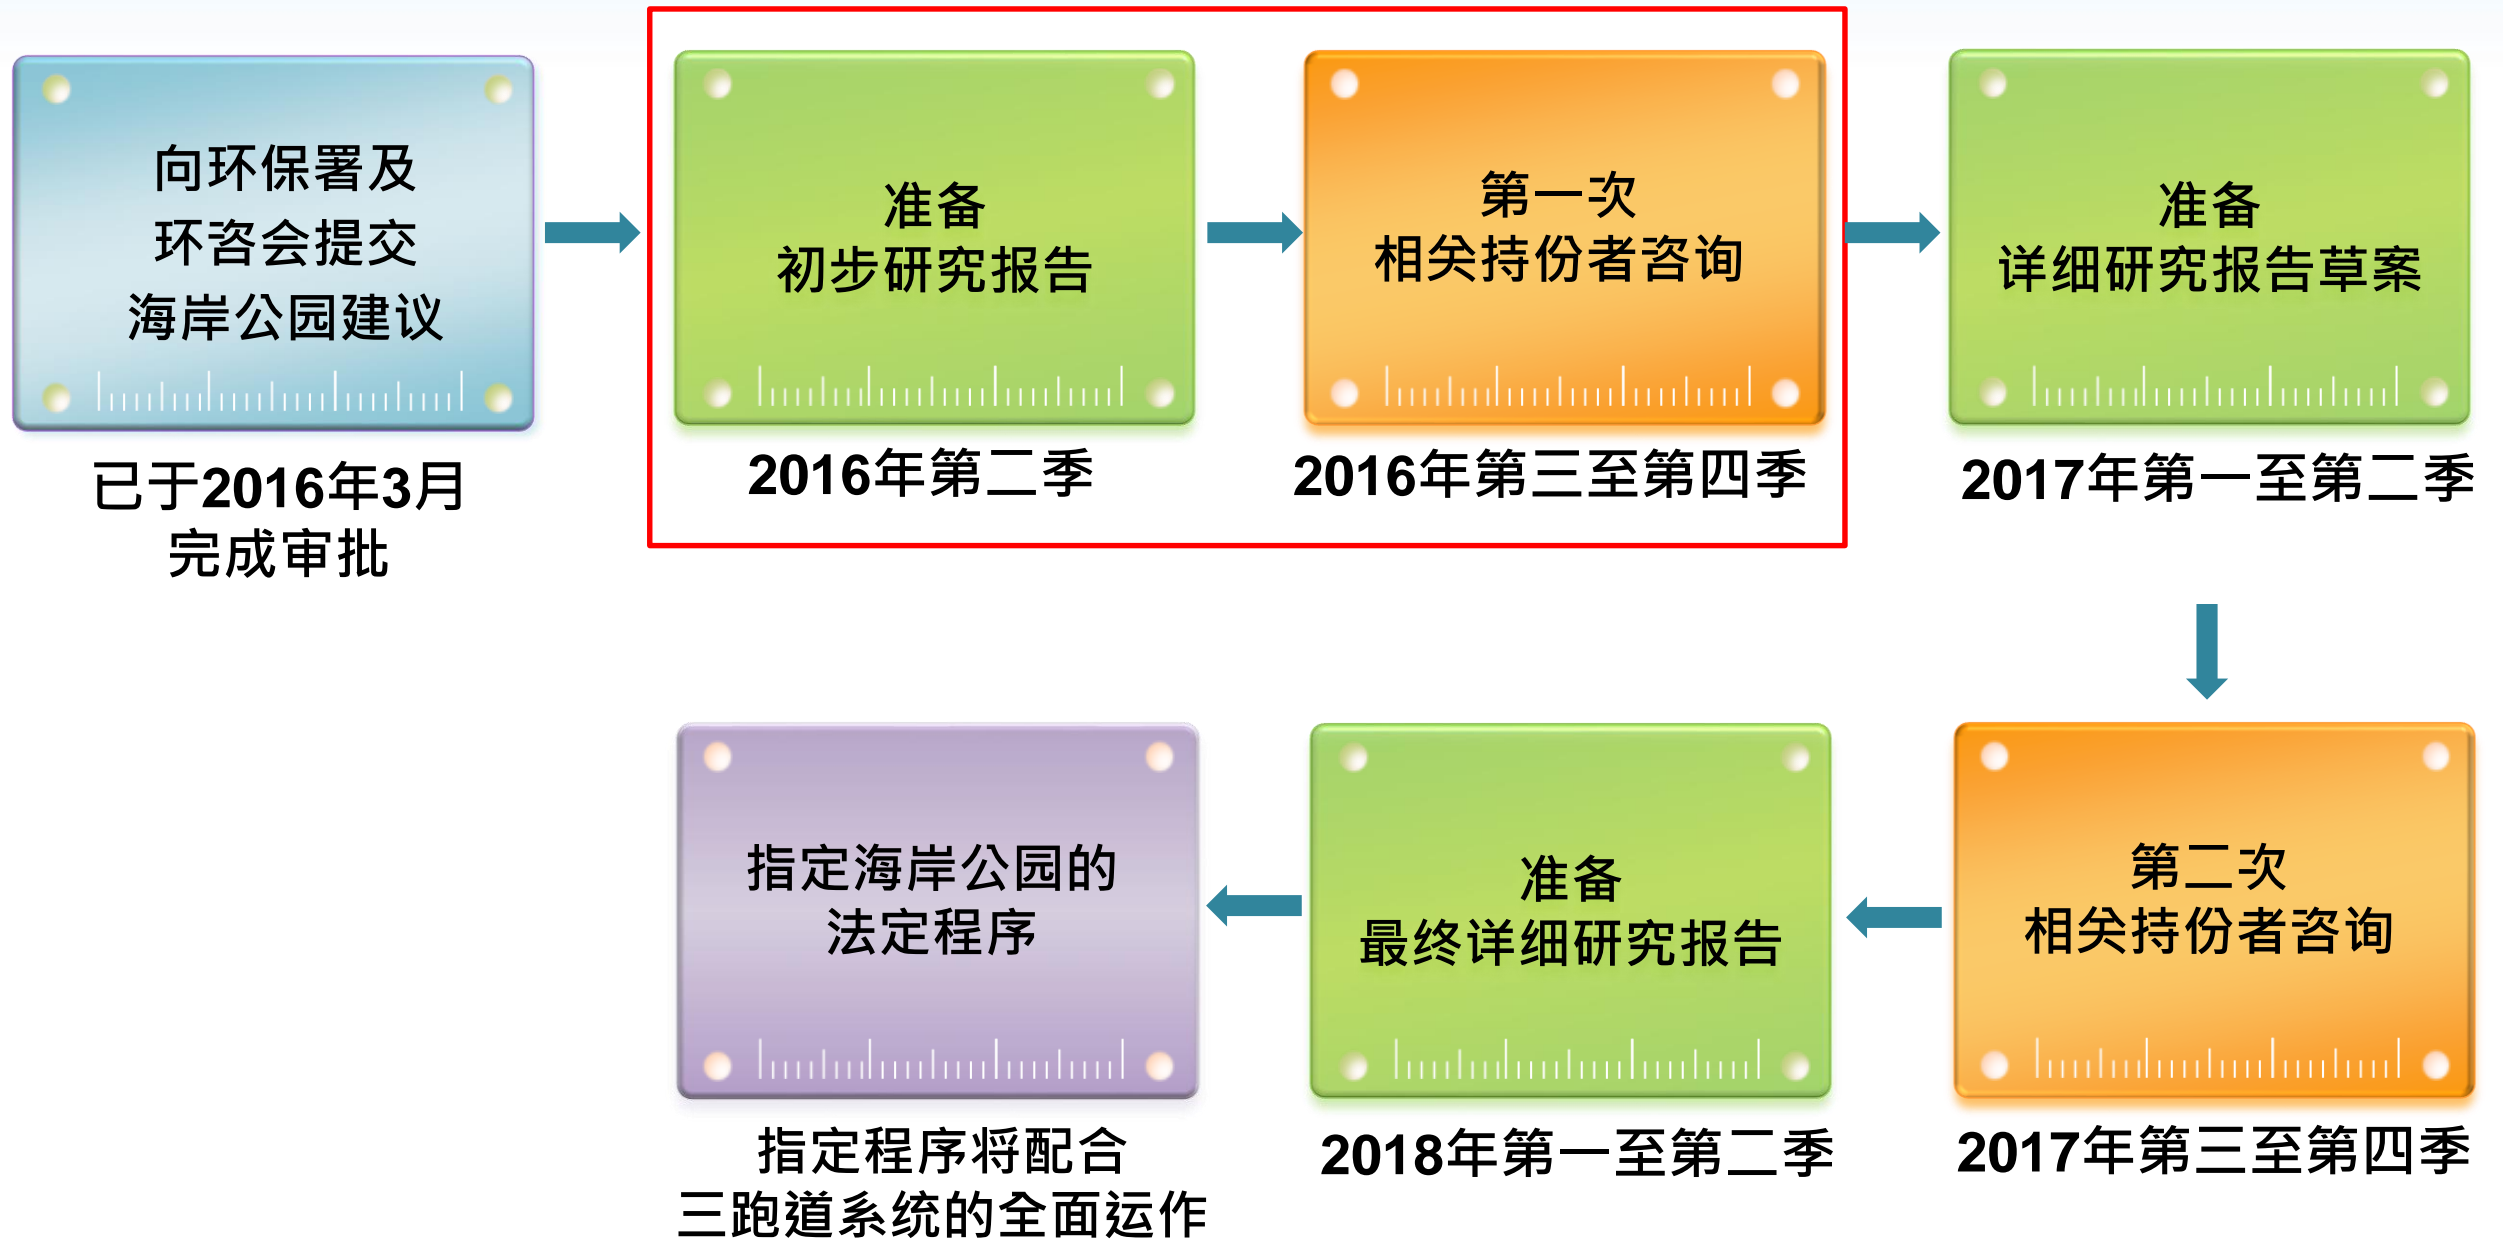 向环保署及
环咨会提交
海岸公园建议
已于2016年3月
完成审批
准备
初步研究报告
2016年第二季
第一次
相关持份者咨询
2016年第三至第四季
准备
详细研究报告草案
2017年第一至第二季
第二次
相关持份者咨询
2017年第三至第四季
准备
最终详细研究报告
2018年第一至第二季
指定海岸公园的
法定程序
指定程序将配合
三跑道系统的全面运作